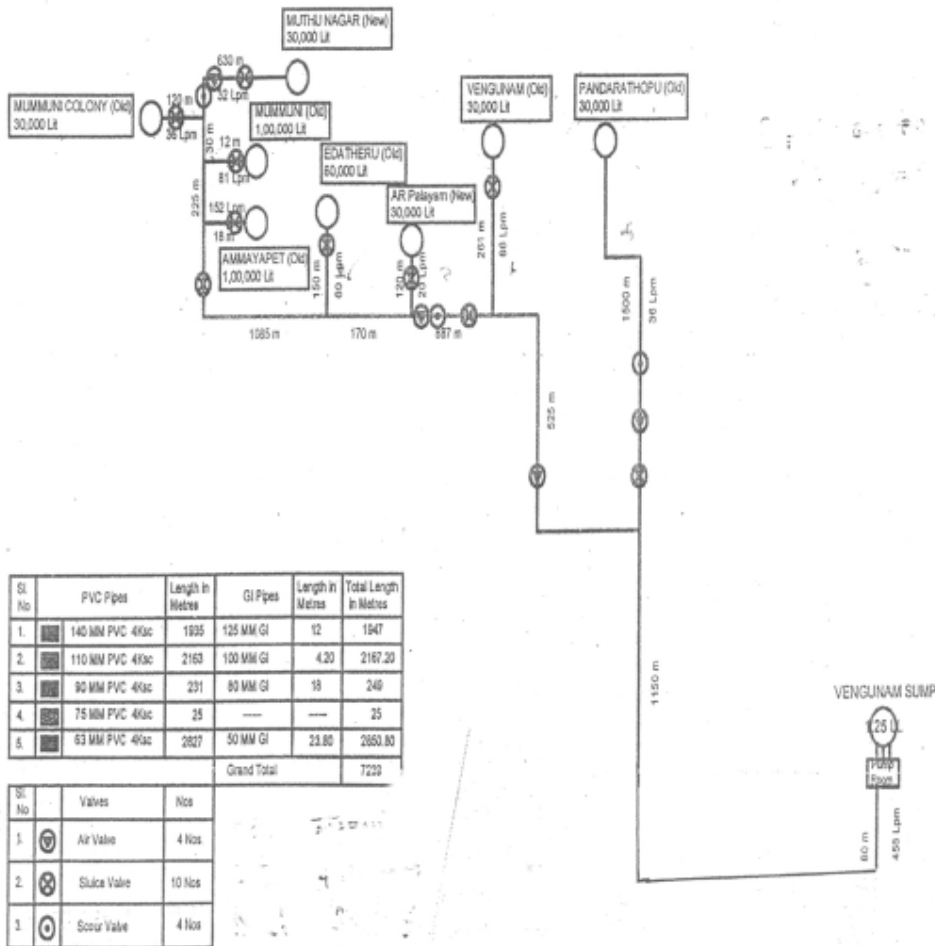 MUTHU NAGAR (New)
30,000 Lit
630 m
32 Lpm
MUMMUNI COLONY (Old)
30,000 Lit
120 m
36 Lpm
MUMMUNI (Old)
1,00,000 Lit
30 m
12 m
81 Lpm
EDATHERU (Old)
60,000 Lit
VENGUNAM (Old)
30,000 Lit
PANDARATHOPU (Old)
30,000 Lit
AR Palayam (New)
30,000 Lit
225 m
152 Lpm
18 m
AMMAYAPET (Old)
1,00,000 Lit
150 m
60 Lpm
120 m
20 Lpm
261 m
66 Lpm
1500 m
36 Lpm
1085 m
170 m
687 m
525 m
1150 m
VENGUNAM SUMP
1.25 LL
Pump
Room
60 m
455 Lpm
Sl. No PVC Pipes Length in Metres GI Pipes Length in Metres Total Length in Metres
1. 140 MM PVC 4Ksc 1935 125 MM GI 12 1947
2. 110 MM PVC 4Ksc 2163 100 MM GI 4.20 2167.20
3. 90 MM PVC 4Ksc 231 80 MM GI 18 249
4. 75 MM PVC 4Ksc 25 ---- ---- 25
5. 63 MM PVC 4Ksc 2827 50 MM GI 23.80 2850.80
Grand Total 7239
Sl. No Valves Nos
1. Air Valve 4 Nos
2. Sluice Valve 10 Nos
3. Scour Valve 4 Nos